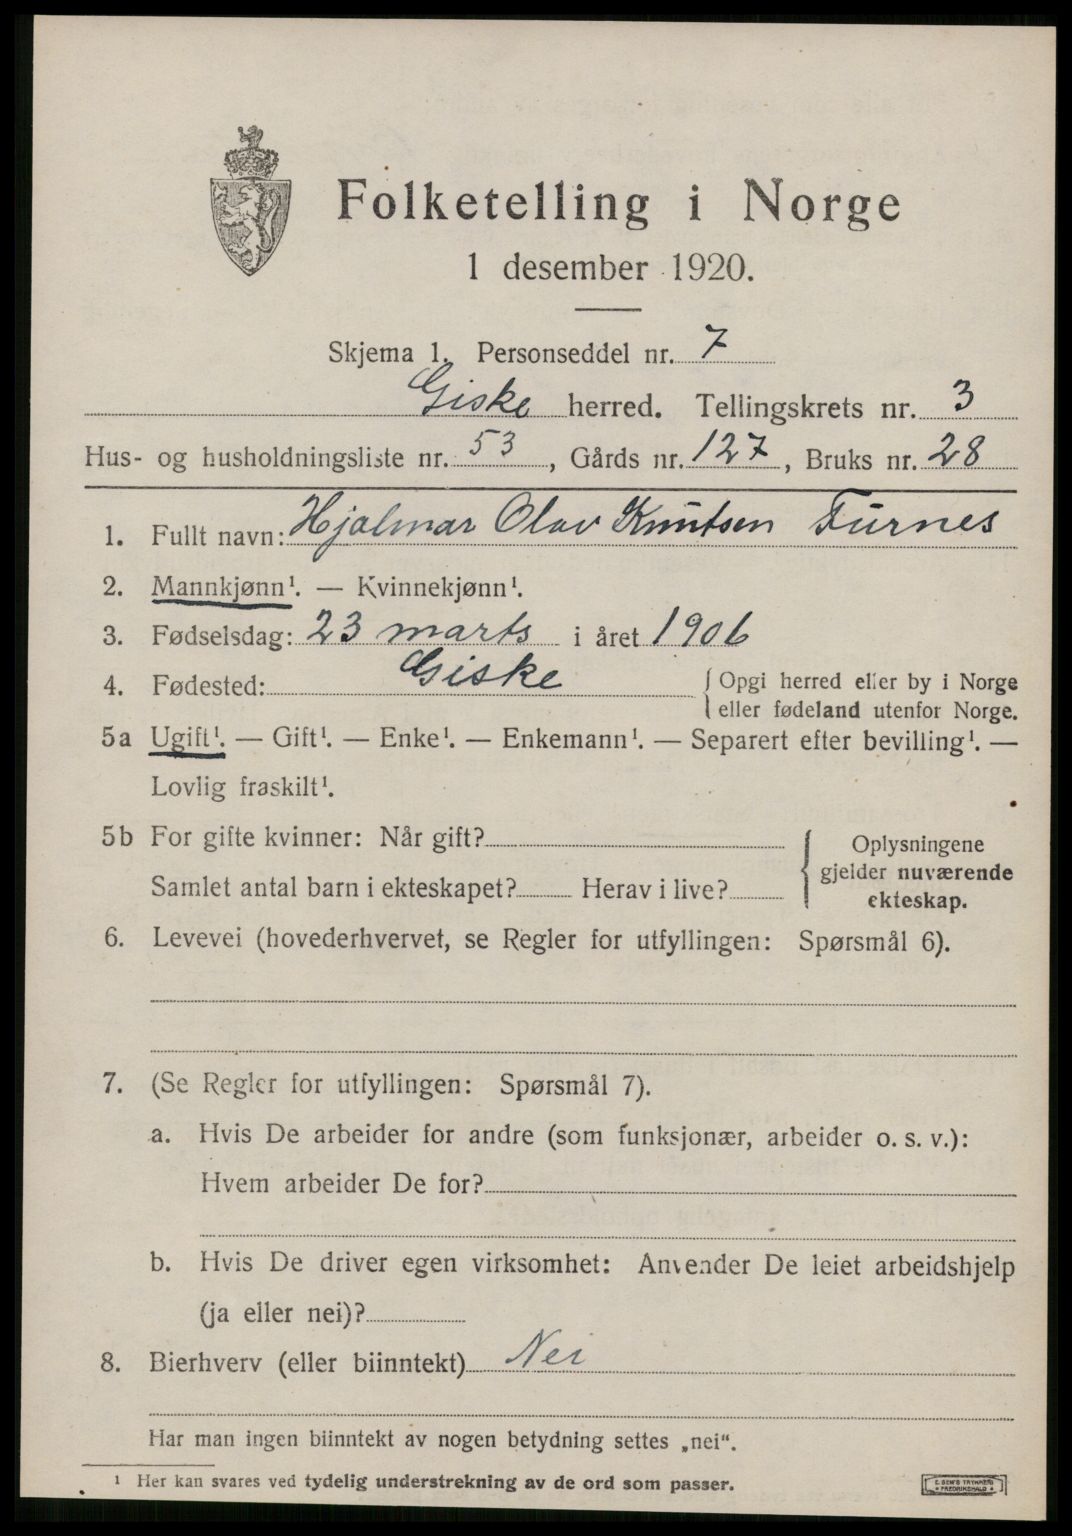 Folketelling i Norge
1 desember 1920.
Skjema 1. Personseddel nr. 7
Giske herred. Tellingskrets nr. 3
Hus- og husholdningsliste nr. 53, Gårds nr. 127, Bruks nr. 28
1. Fullt navn: Hjalmar Olav Knutsen Furnes
2. Mannkjønn¹. — Kvinnekjønn¹.
3. Fødselsdag: 23 marts i året 1906
4. Fødested: Giske { Opgi herred eller by i Norge
eller fødeland utenfor Norge.
5a Ugift¹. — Gift¹. — Enke¹. — Enkemann¹. — Separert efter bevilling¹. —
Lovlig fraskilt¹.
5b For gifte kvinner: Når gift? { Oplysningene
gjelder nuværende
Samlet antal barn i ekteskapet? Herav i live?
ekteskap.
6. Levevei (hovederhvervet, se Regler for utfyllingen: Spørsmål 6).
7. (Se Regler for utfyllingen: Spørsmål 7).
a. Hvis De arbeider for andre (som funksjonær, arbeider o. s. v.):
Hvem arbeider De for?
b. Hvis De driver egen virksomhet: Anvender De leiet arbeidshjelp
(ja eller nei)?
8. Bierhverv (eller biinntekt) Nei
Har man ingen biinntekt av nogen betydning settes „nei“.
¹ Her kan svares ved tydelig understrekning av de ord som passer.
E. SEM'S TRYKKERI
FREDRIKSHALD